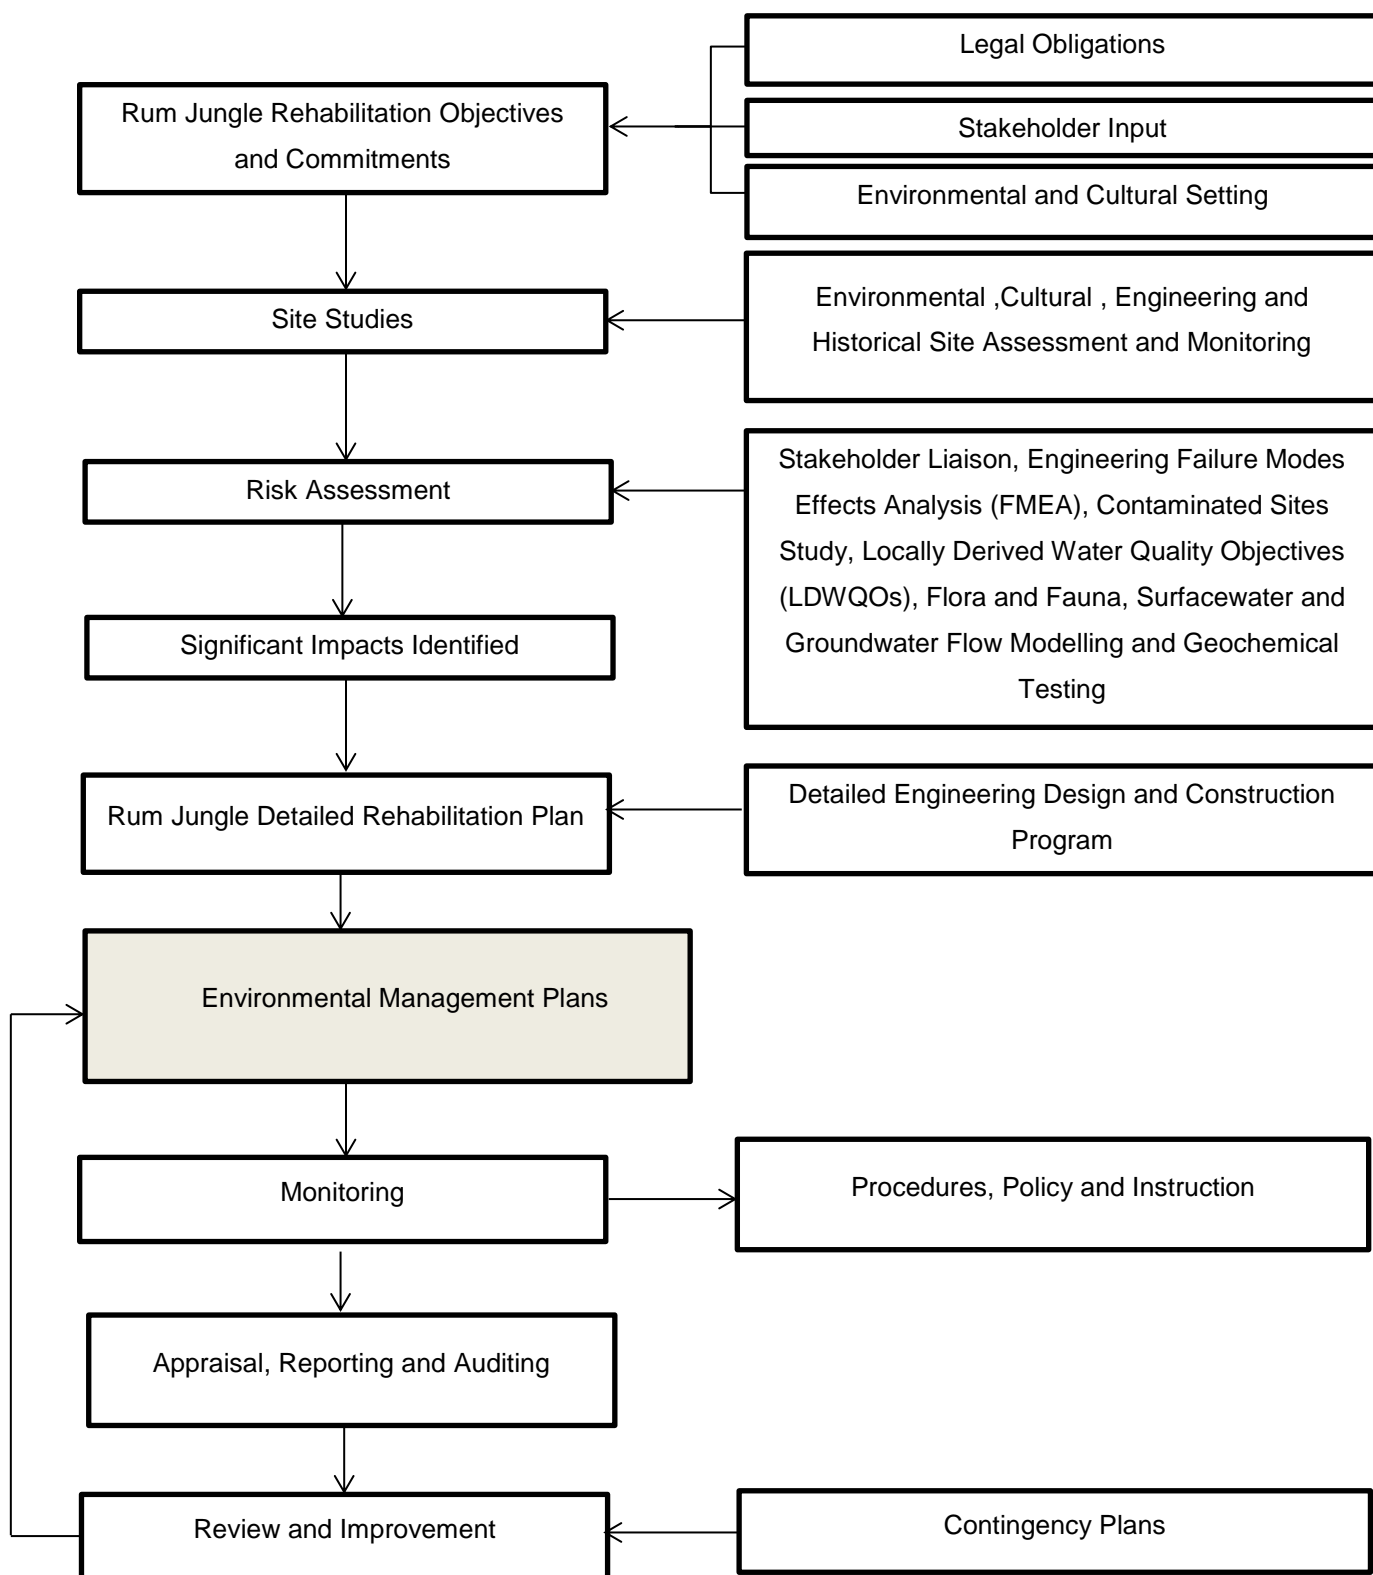 Legal Obligations
Rum Jungle Rehabilitation Objectives
and Commitments
Stakeholder Input
Environmental and Cultural Setting
Site Studies
Environmental ,Cultural , Engineering and
Historical Site Assessment and Monitoring
Risk Assessment
Stakeholder Liaison, Engineering Failure Modes
Effects Analysis (FMEA), Contaminated Sites
Study, Locally Derived Water Quality Objectives
(LDWQOs), Flora and Fauna, Surfacewater and
Groundwater Flow Modelling and Geochemical
Testing
Significant Impacts Identified
Rum Jungle Detailed Rehabilitation Plan
Detailed Engineering Design and Construction
Program
Environmental Management Plans
Monitoring
Procedures, Policy and Instruction
Appraisal, Reporting and Auditing
Review and Improvement
Contingency Plans